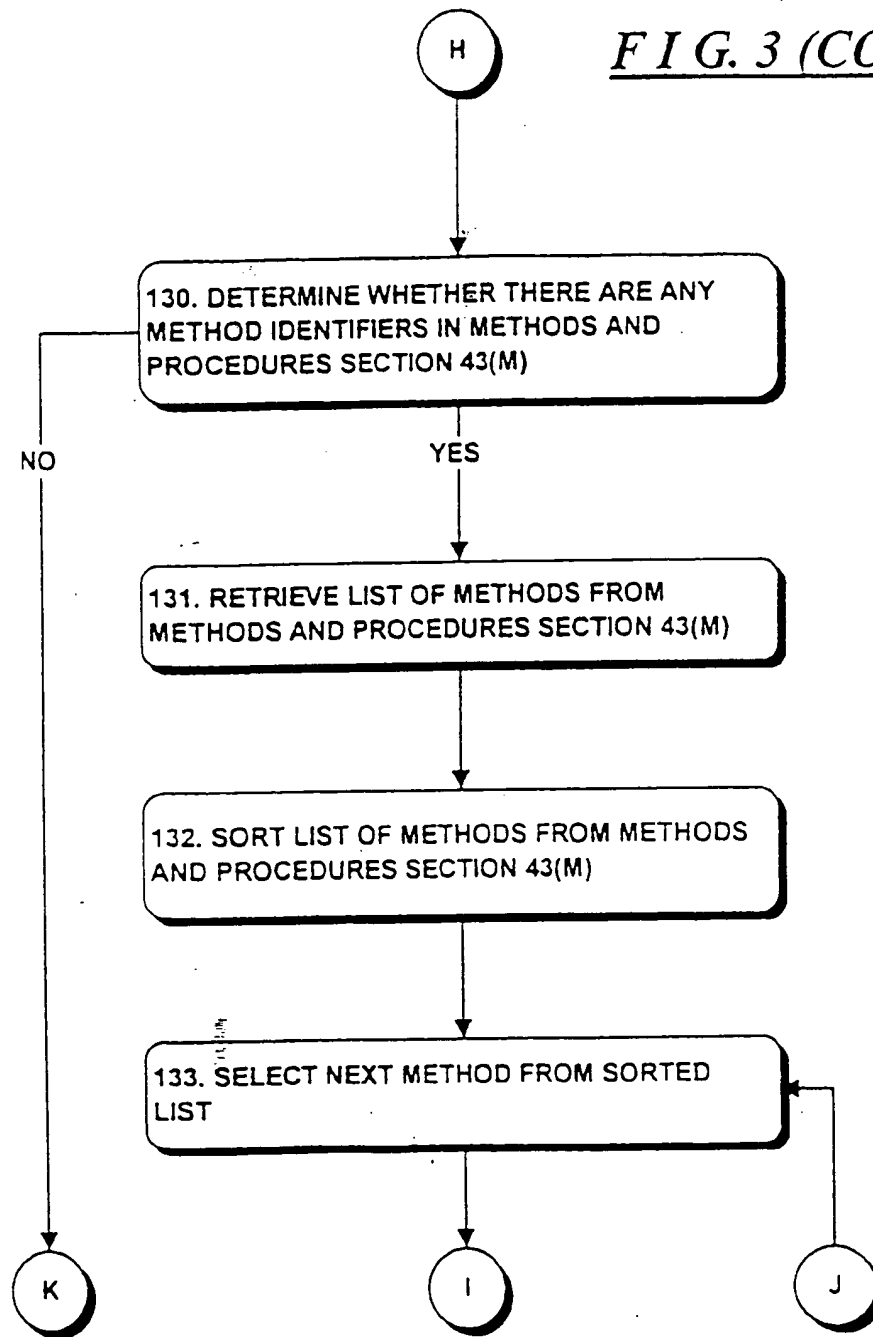 H
F I G. 3 (CO
130. DETERMINE WHETHER THERE ARE ANY
METHOD IDENTIFIERS IN METHODS AND
PROCEDURES SECTION 43(M)
NO
YES
131. RETRIEVE LIST OF METHODS FROM
METHODS AND PROCEDURES SECTION 43(M)
132. SORT LIST OF METHODS FROM METHODS
AND PROCEDURES SECTION 43(M)
133. SELECT NEXT METHOD FROM SORTED
LIST
K
I
J